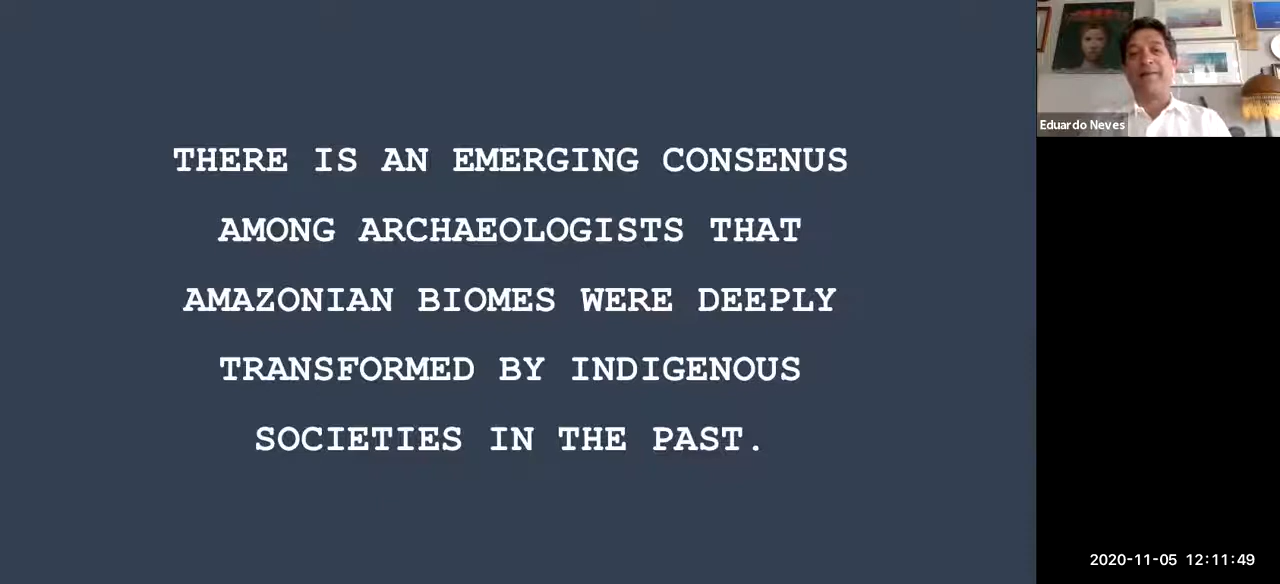 THERE IS AN EMERGING CONSENUS
AMONG ARCHAEOLOGISTS THAT
AMAZONIAN BIOMES WERE DEEPLY
TRANSFORMED BY INDIGENOUS
SOCIETIES IN THE PAST.
Eduardo Neves
2020-11-05 12:11:49